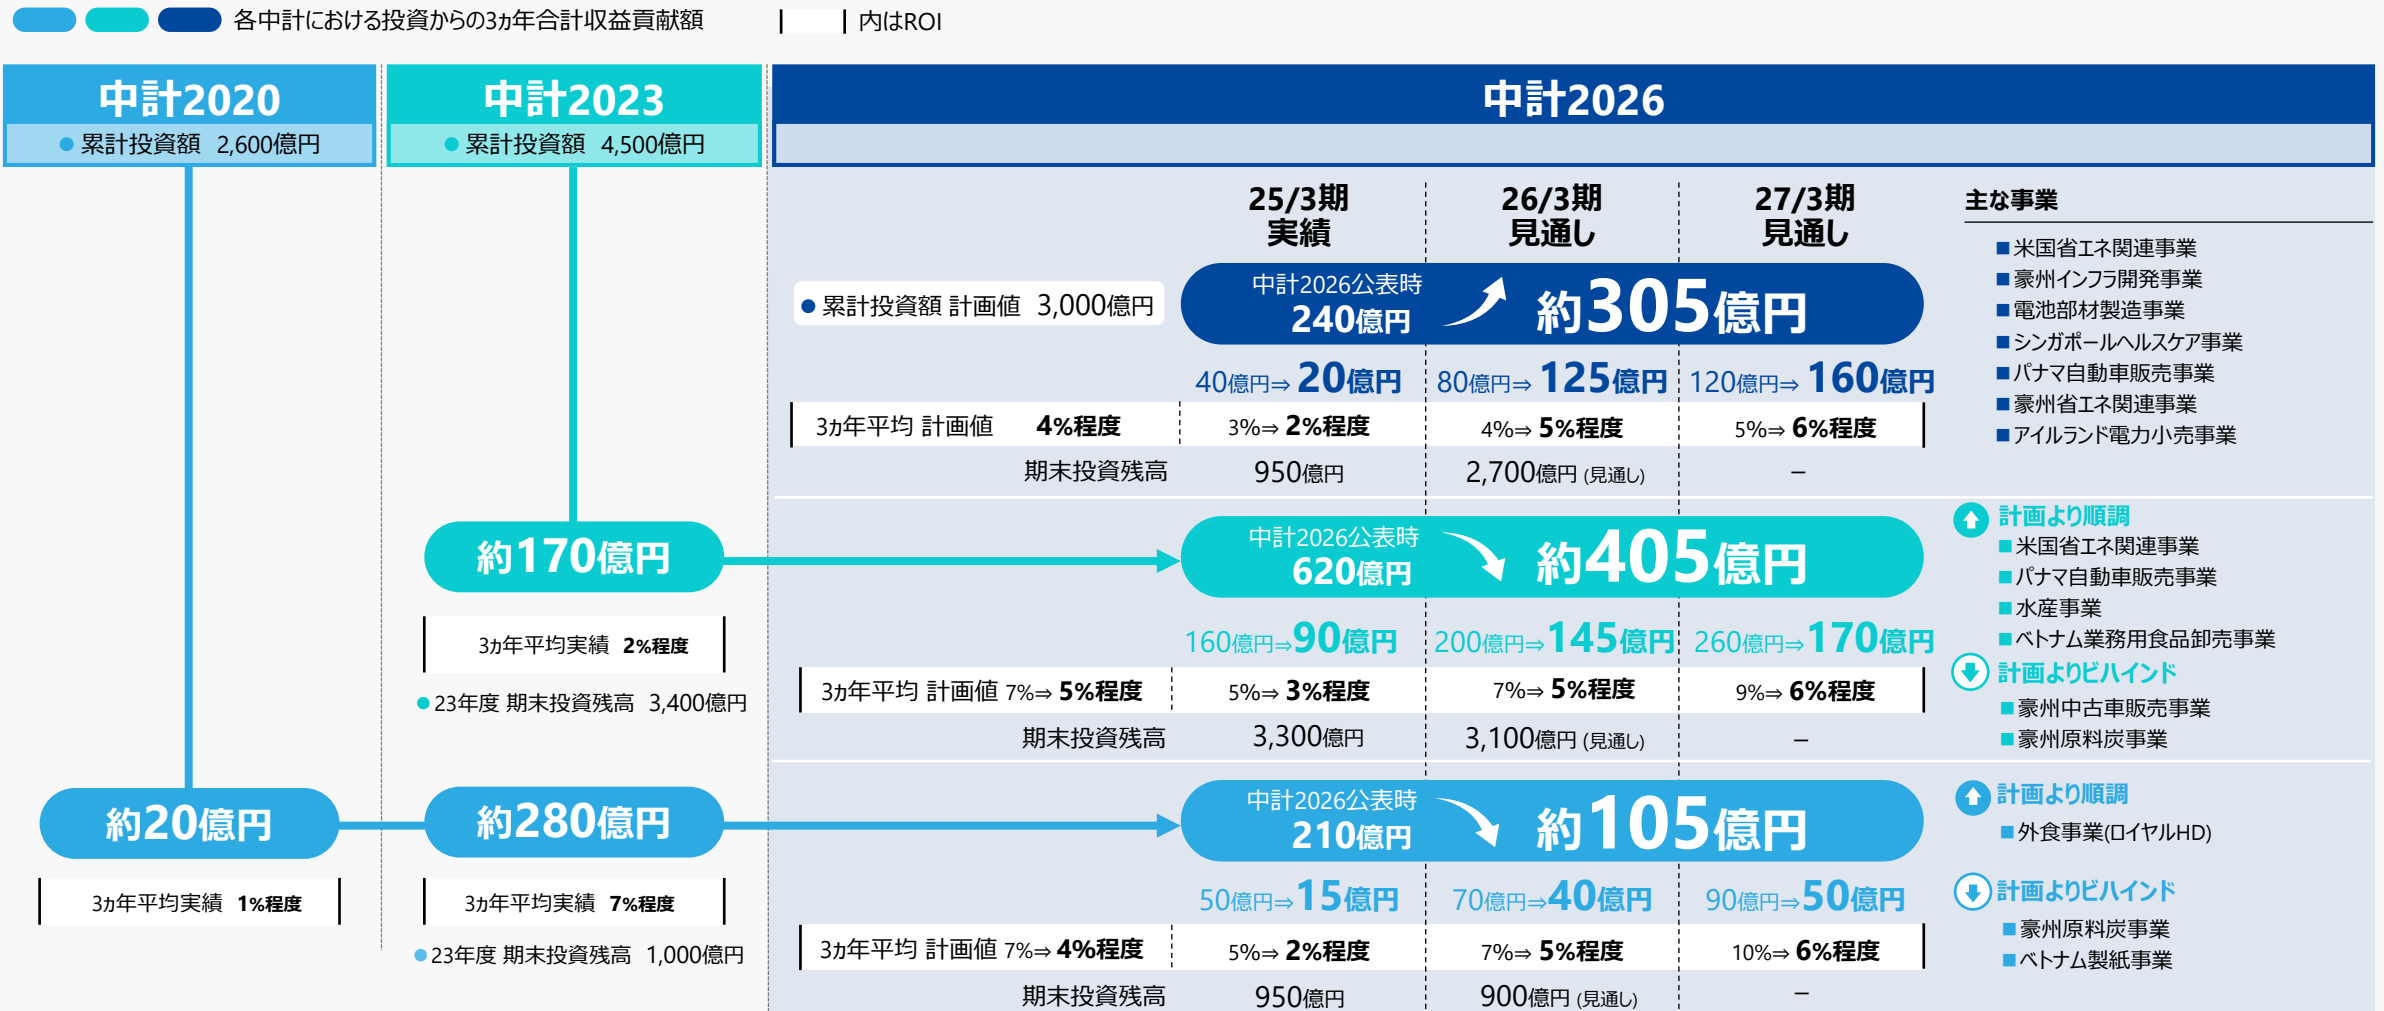 各中計における投資からの3ヵ年合計収益貢献額
内はROI
中計2020
● 累計投資額 2,600億円
中計2023
● 累計投資額 4,500億円
中計2026
25/3期
実績
26/3期
見通し
27/3期
見通し
主な事業
● 累計投資額 計画値 3,000億円
中計2026公表時
240億円
約305億円
40億円⇒ 20億円
80億円⇒ 125億円
120億円⇒ 160億円
3ヵ年平均 計画値 4%程度
3%⇒ 2%程度
4%⇒ 5%程度
5%⇒ 6%程度
期末投資残高
950億円
2,700億円 (見通し)
–
■米国省エネ関連事業
■豪州インフラ開発事業
■電池部材製造事業
■シンガポールヘルスケア事業
■パナマ自動車販売事業
■豪州省エネ関連事業
■アイルランド電力小売事業
約170億円
3ヵ年平均実績 2%程度
● 23年度 期末投資残高 3,400億円
中計2026公表時
620億円
約405億円
160億円⇒90億円
200億円⇒145億円
260億円⇒170億円
3ヵ年平均 計画値 7%⇒ 5%程度
5%⇒ 3%程度
7%⇒ 5%程度
9%⇒ 6%程度
期末投資残高
3,300億円
3,100億円 (見通し)
–
計画より順調
■米国省エネ関連事業
■パナマ自動車販売事業
■水産事業
■ベトナム業務用食品卸売事業
計画よりビハインド
■豪州中古車販売事業
■豪州原料炭事業
約20億円
3ヵ年平均実績 1%程度
約280億円
3ヵ年平均実績 7%程度
● 23年度 期末投資残高 1,000億円
中計2026公表時
210億円
約105億円
50億円⇒15億円
70億円⇒40億円
90億円⇒50億円
3ヵ年平均 計画値 7%⇒ 4%程度
5%⇒ 2%程度
7%⇒ 5%程度
10%⇒ 6%程度
期末投資残高
950億円
900億円 (見通し)
–
計画より順調
■外食事業(ロイヤルHD)
計画よりビハインド
■豪州原料炭事業
■ベトナム製紙事業